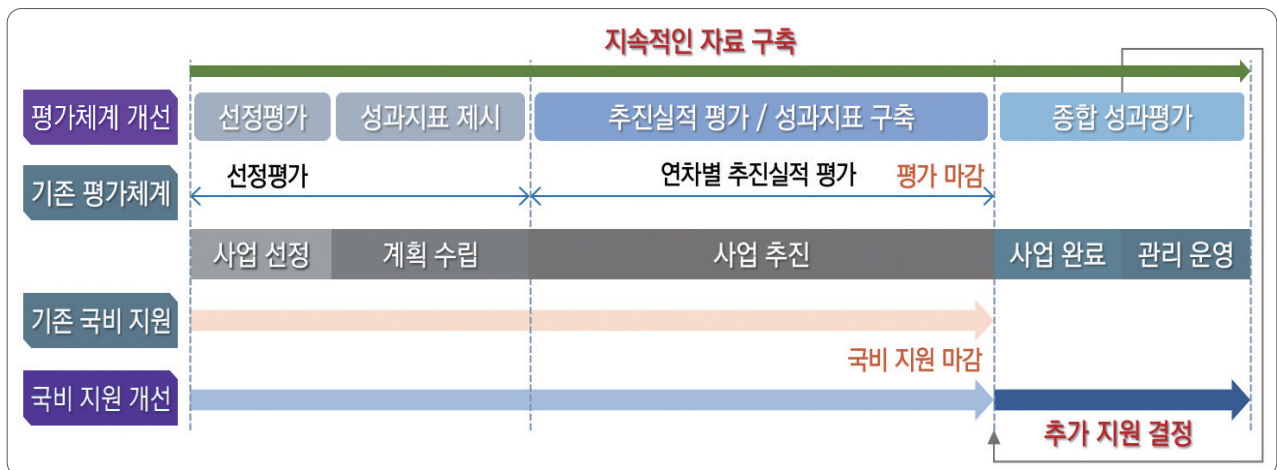 지속적인 자료 구축
평가체계 개선
선정평가
성과지표 제시
추진실적 평가 / 성과지표 구축
종합 성과평가
기존 평가체계
선정평가
연차별 추진실적 평가
평가 마감
사업 선정
계획 수립
사업 추진
사업 완료
관리 운영
기존 국비 지원
국비 지원 마감
국비 지원 개선
추가 지원 결정